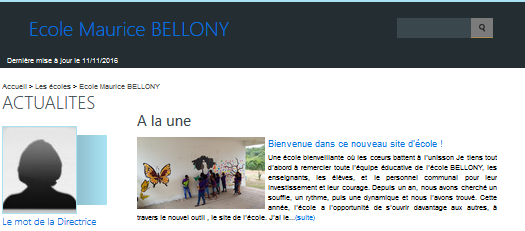 Ecole Maurice BELLONY
Dernière mise à jour le 11/11/2016
Accueil > Les écoles > Ecole Maurice BELLONY
ACTUALITES
Le mot de la Directrice
A la une
Bienvenue dans ce nouveau site d'école !
Une école bienveillante où les cœurs battent à l'unisson Je tiens tout
d'abord à remercier toute l'équipe éducative de l'école BELLONY, les
enseignants, les élèves, et le personnel communal pour leur
investissement et leur courage. Depuis un an, nous avons cherché un
souffle, un rythme, puis une dynamique et nous l'avons trouvé. Cette
année, l'école a l'opportunité de s'ouvrir davantage aux autres, à
travers le nouvel outil , le site de l'école. J'ai le...(suite)